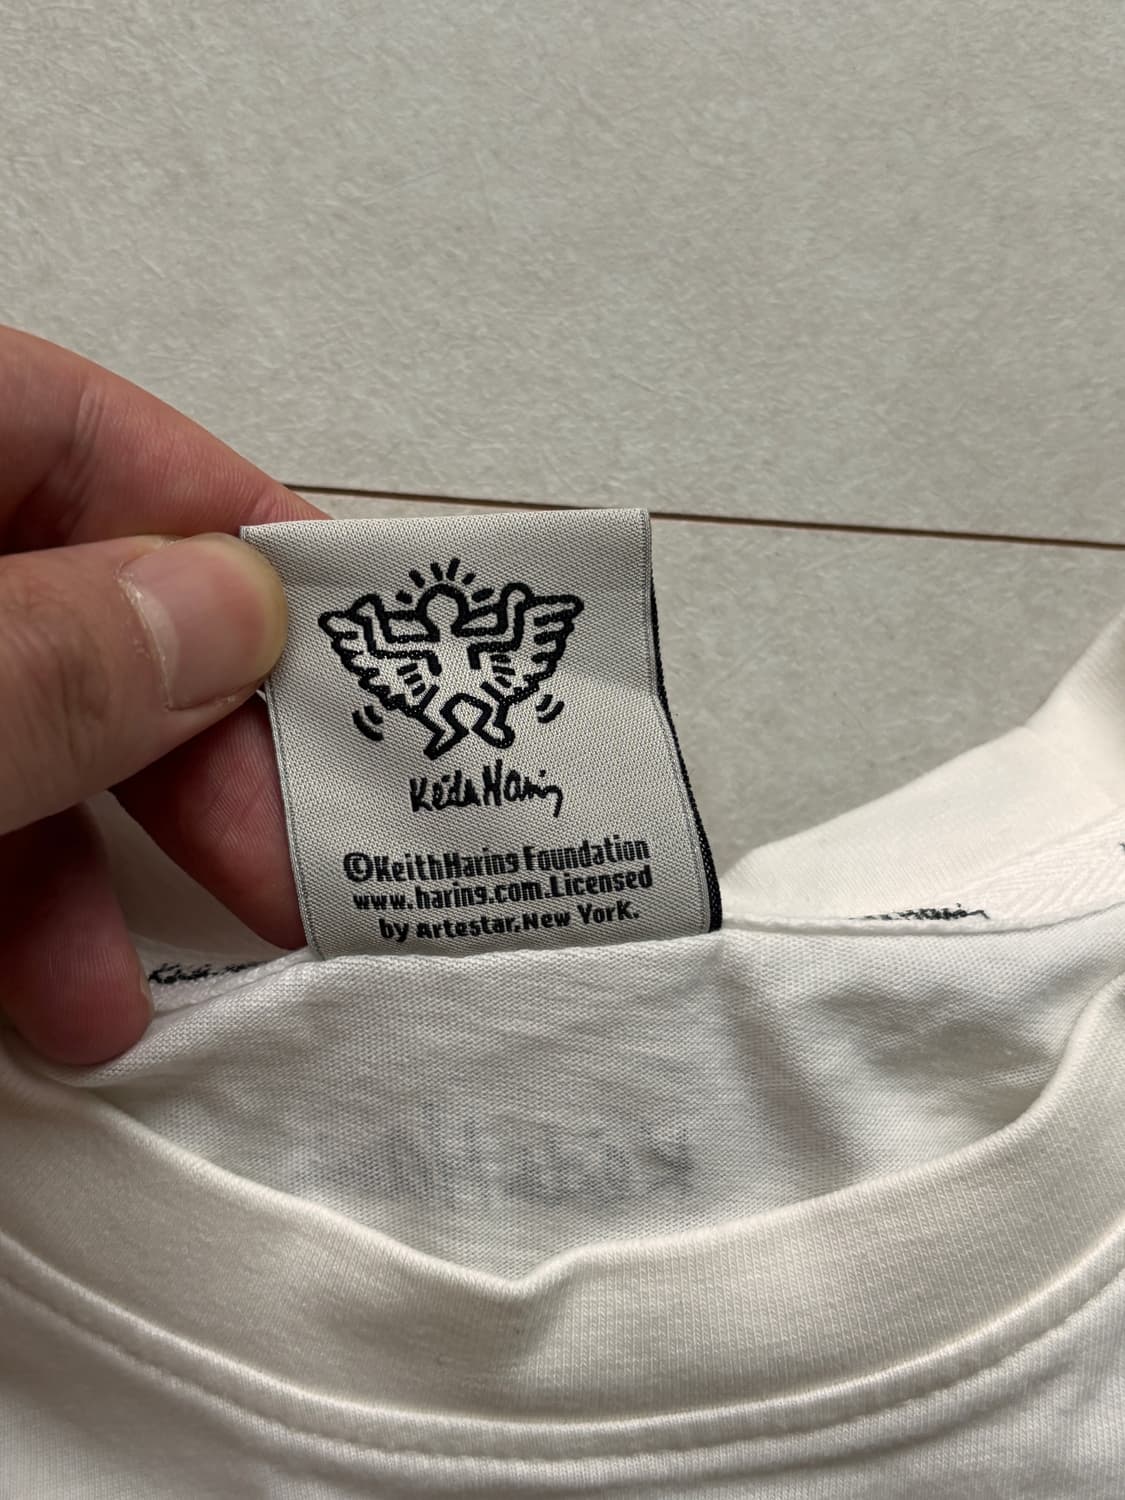 Keith Haring
©KeithHaring Foundation
www.haring.com.Licensed
by Artestar,New York.